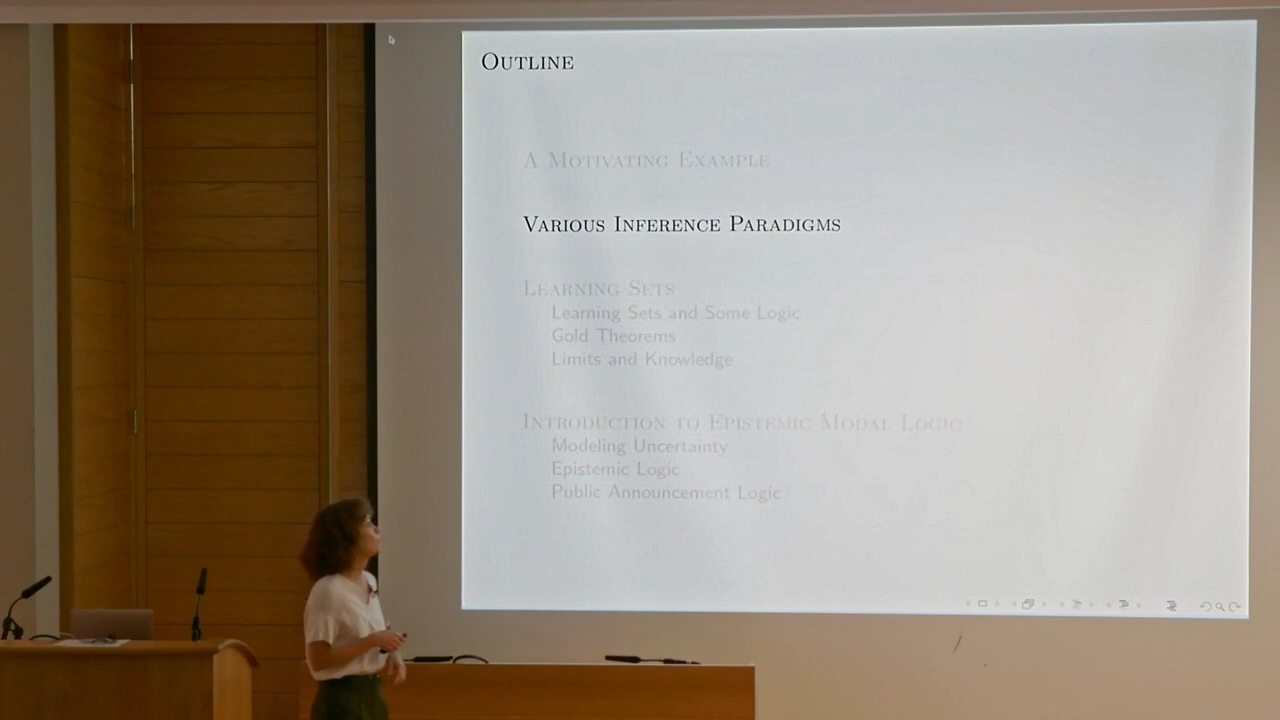 OUTLINE
A MOTIVATING EXAMPLE
VARIOUS INFERENCE PARADIGMS
LEARNING SETS
Learning Sets and Some Logic
Gold Theorems
Limits and Knowledge
INTRODUCTION TO EPISTEMIC MODAL LOGIC
Modeling Uncertainty
Epistemic Logic
Public Announcement Logic